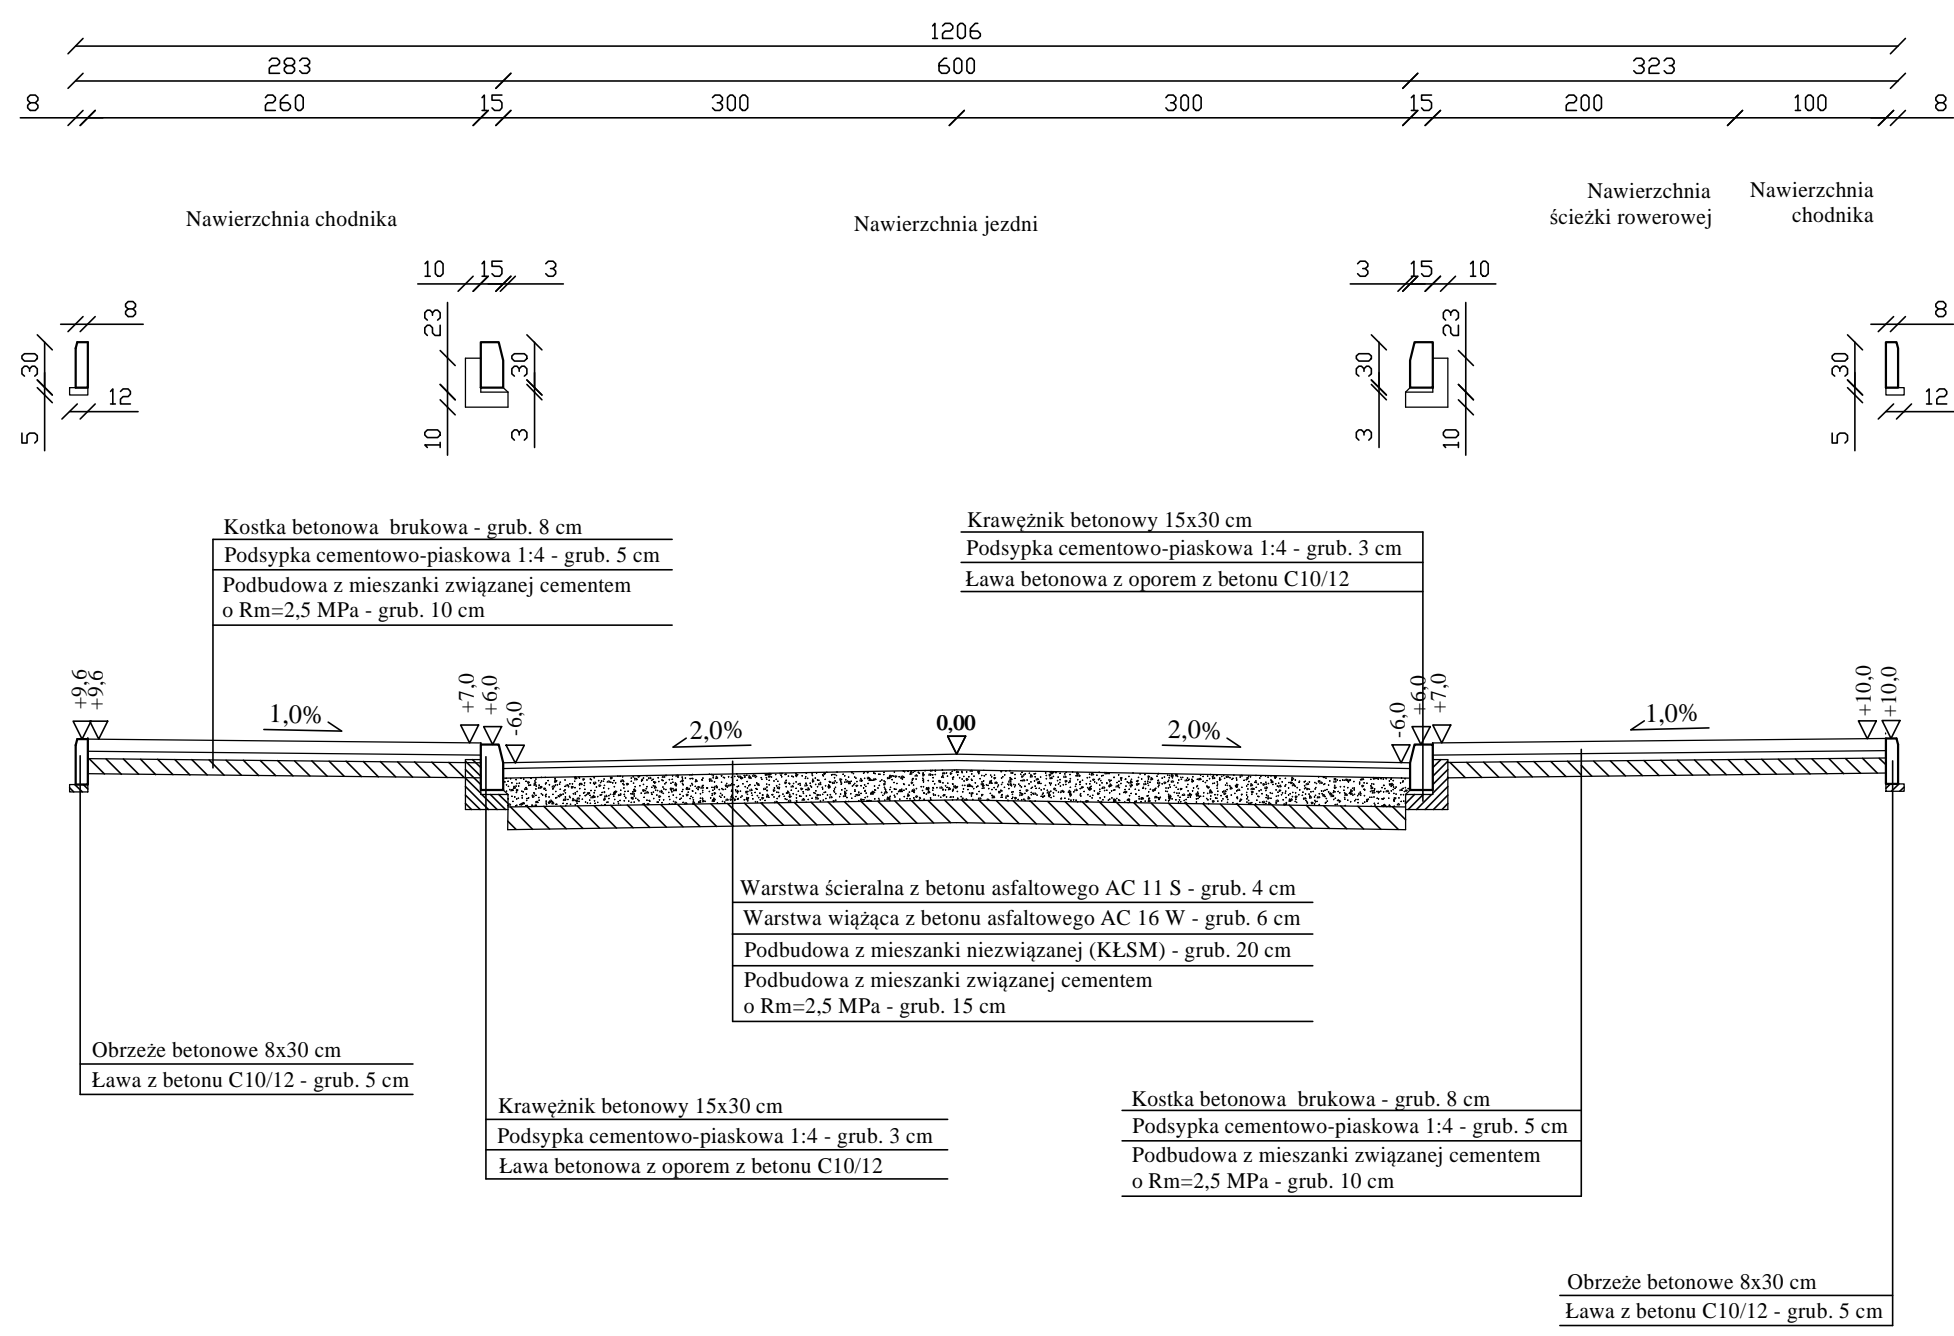 1206
283 600 323
8 260 15 300 300 15 200 100 8
Nawierzchnia chodnika
Nawierzchnia jezdni
Nawierzchnia
ścieżki rowerowej
Nawierzchnia
chodnika
8
30
12
5
10 15 3
23
30
10
3
3 15 10
30
23
3
10
8
30
12
5
Kostka betonowa brukowa - grub. 8 cm
Podsypka cementowo-piaskowa 1:4 - grub. 5 cm
Podbudowa z mieszanki związanej cementem
o Rm=2,5 MPa - grub. 10 cm
Krawężnik betonowy 15x30 cm
Podsypka cementowo-piaskowa 1:4 - grub. 3 cm
Ława betonowa z oporem z betonu C10/12
+9,6
+9,6
1,0%
+7,0
+6,0
-6,0
2,0%
0,00
2,0%
-6,0
+6,0
+7,0
1,0%
+10,0
+10,0
Warstwa ścieralna z betonu asfaltowego AC 11 S - grub. 4 cm
Warstwa wiążąca z betonu asfaltowego AC 16 W - grub. 6 cm
Podbudowa z mieszanki niezwiązanej (KŁSM) - grub. 20 cm
Podbudowa z mieszanki związanej cementem
o Rm=2,5 MPa - grub. 15 cm
Obrzeże betonowe 8x30 cm
Ława z betonu C10/12 - grub. 5 cm
Krawężnik betonowy 15x30 cm
Podsypka cementowo-piaskowa 1:4 - grub. 3 cm
Ława betonowa z oporem z betonu C10/12
Kostka betonowa brukowa - grub. 8 cm
Podsypka cementowo-piaskowa 1:4 - grub. 5 cm
Podbudowa z mieszanki związanej cementem
o Rm=2,5 MPa - grub. 10 cm
Obrzeże betonowe 8x30 cm
Ława z betonu C10/12 - grub. 5 cm